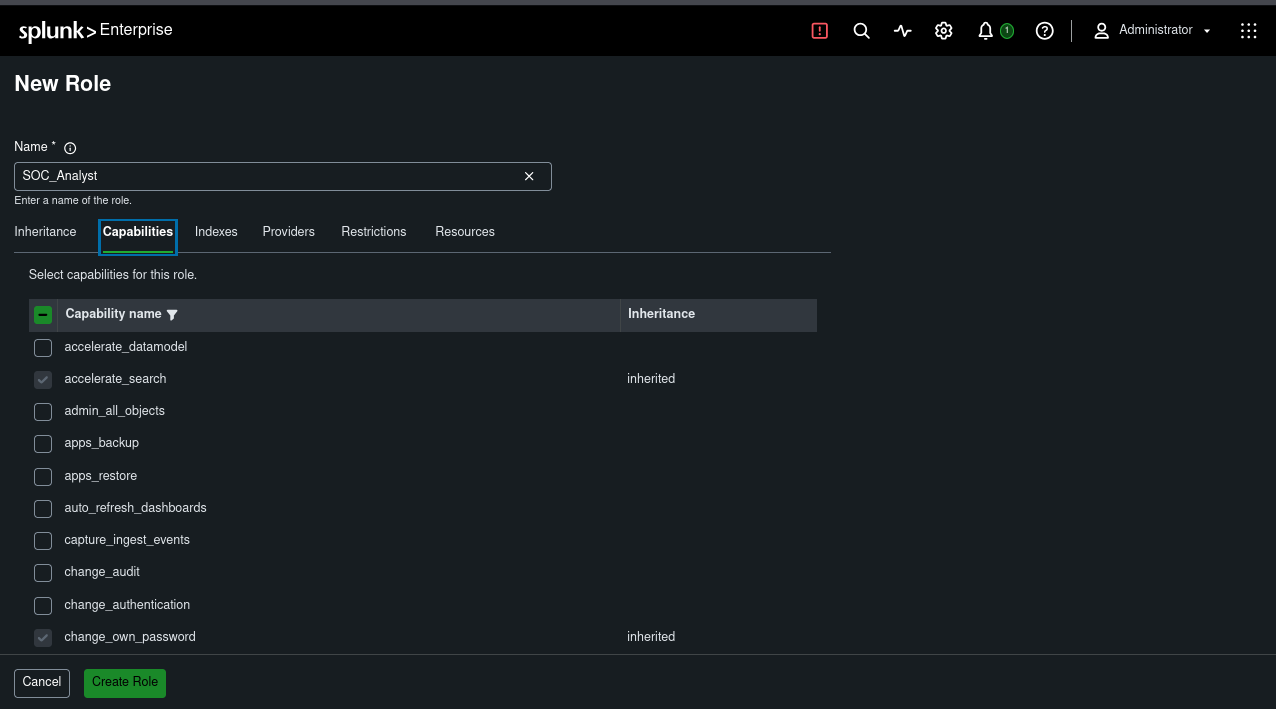 splunk> Enterprise
1
Administrator
New Role
Name *
SOC_Analyst
Enter a name of the role.
Inheritance Capabilities Indexes Providers Restrictions Resources
Select capabilities for this role.
Capability name Inheritance
accelerate_datamodel
accelerate_search inherited
admin_all_objects
apps_backup
apps_restore
auto_refresh_dashboards
capture_ingest_events
change_audit
change_authentication
change_own_password inherited
Cancel Create Role